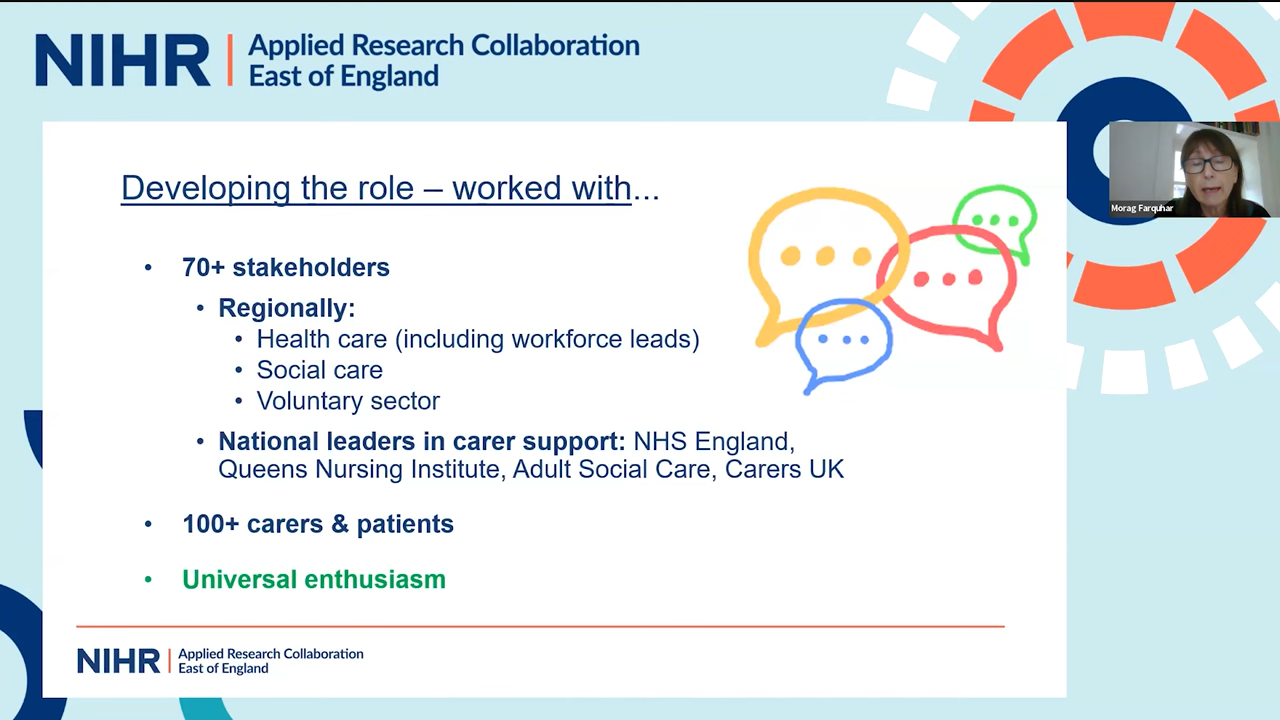 NIHR | Applied Research Collaboration
East of England
Morag Farquhar
Developing the role – worked with...
• 70+ stakeholders
• Regionally:
• Health care (including workforce leads)
• Social care
• Voluntary sector
• National leaders in carer support: NHS England,
Queens Nursing Institute, Adult Social Care, Carers UK
• 100+ carers & patients
• Universal enthusiasm
NIHR | Applied Research Collaboration
East of England